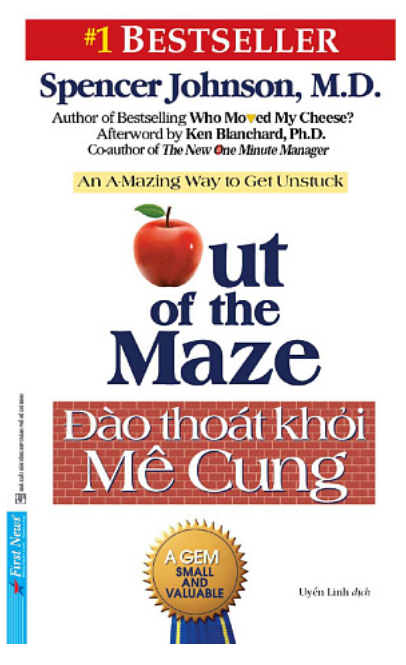 #1 BESTSELLER
Spencer Johnson, M.D.
Author of Bestselling Who Moved My Cheese?
Afterword by Ken Blanchard, Ph.D.
Co-author of The New One Minute Manager
An A-Mazing Way to Get Unstuck
Out
of the
Maze
Đào thoát khỏi
Mê Cung
A GEM
SMALL
AND
VALUABLE
Uyển Linh dịch
First News